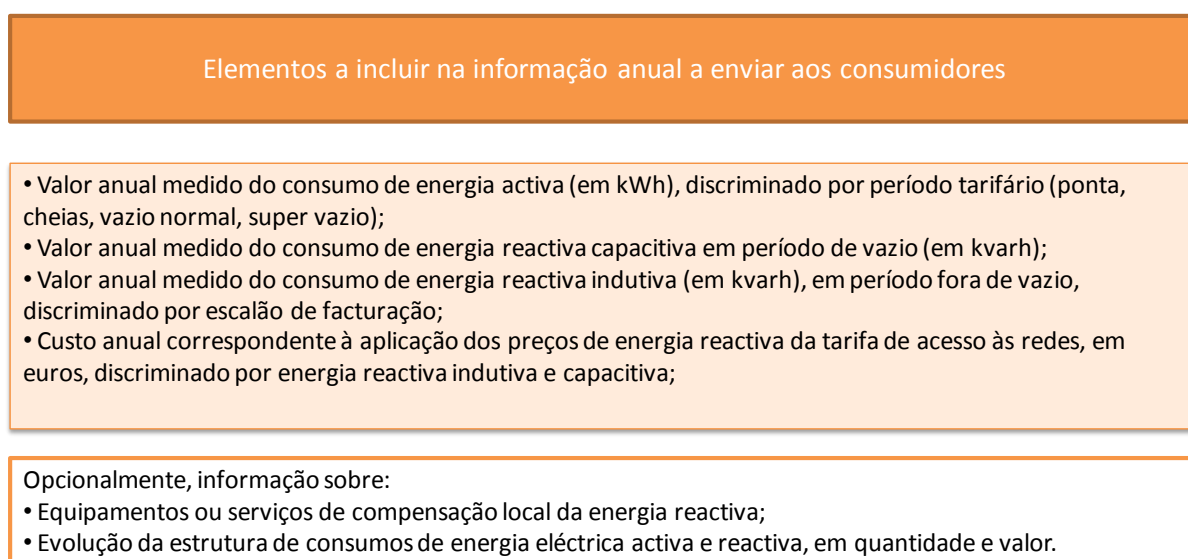 Elementos a incluir na informação anual a enviar aos consumidores
• Valor anual medido do consumo de energia activa (em kWh), discriminado por período tarifário (ponta,
cheias, vazio normal, super vazio);
• Valor anual medido do consumo de energia reactiva capacitiva em período de vazio (em kvarh);
• Valor anual medido do consumo de energia reactiva indutiva (em kvarh), em período fora de vazio,
discriminado por escalão de facturação;
• Custo anual correspondente à aplicação dos preços de energia reactiva da tarifa de acesso às redes, em
euros, discriminado por energia reactiva indutiva e capacitiva;
Opcionalmente, informação sobre:
• Equipamentos ou serviços de compensação local da energia reactiva;
• Evolução da estrutura de consumos de energia eléctrica activa e reactiva, em quantidade e valor.